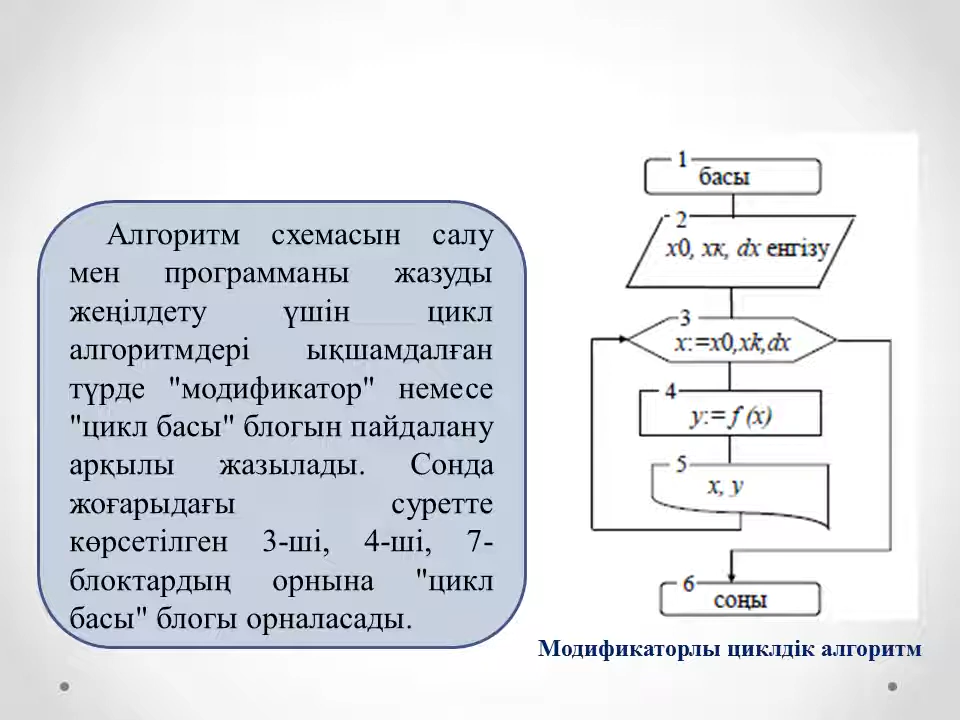 Алгоритм схемасын салу
мен программаны жазуды
жеңілдету үшін цикл
алгоритмдері ықшамдалған
түрде "модификатор" немесе
"цикл басы" блогын пайдалану
арқылы жазылады. Сонда
жоғарыдағы суретте
көрсетілген 3-ші, 4-ші, 7-
блоктардың орнына "цикл
басы" блогы орналасады.
1
басы
2
x0, xк, dx енгізу
3
x:=x0,xk,dx
4
y:= f (x)
5
x, y
6
соңы
Модификаторлы циклдік алгоритм